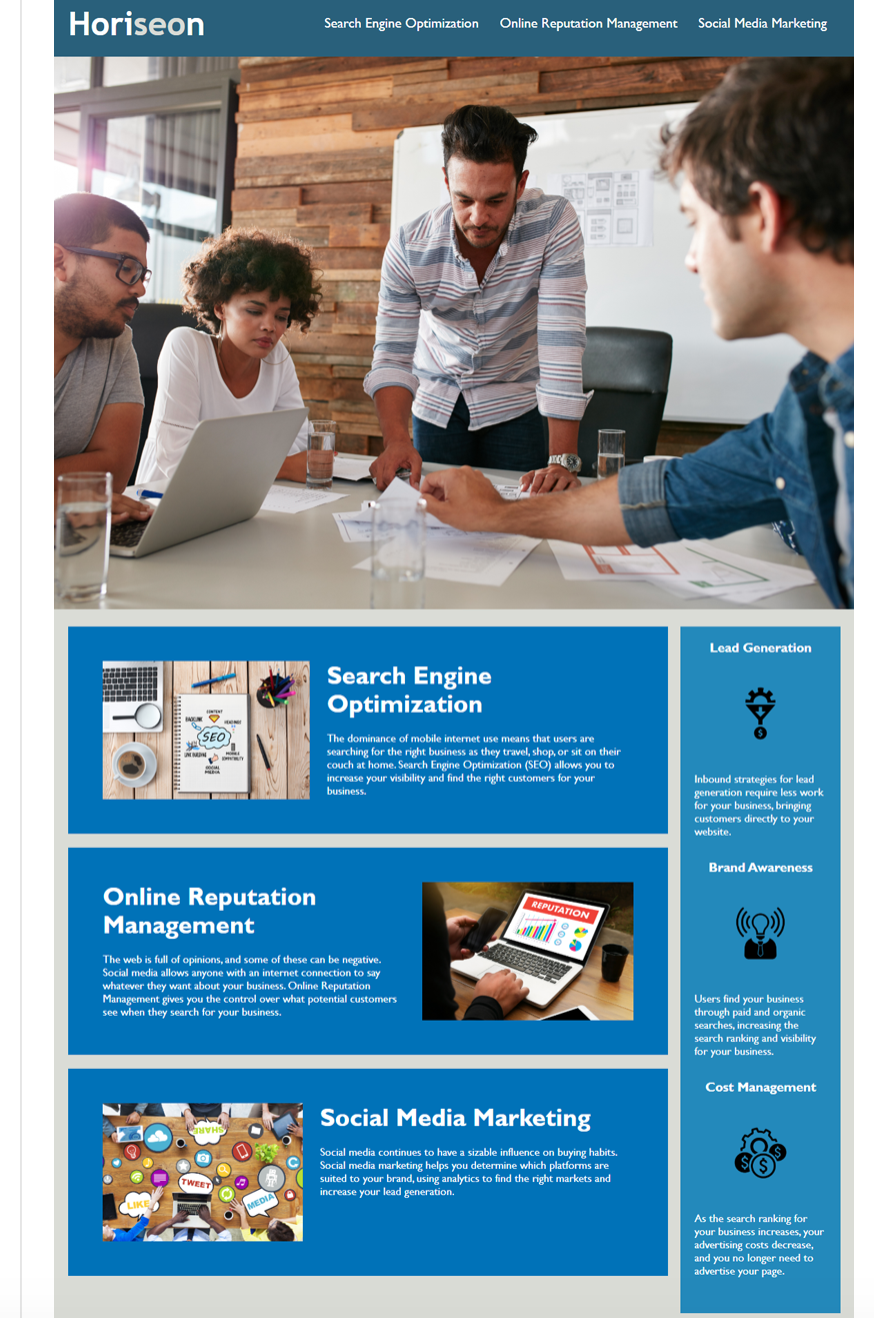 Horiseon
Search Engine Optimization
Online Reputation Management
Social Media Marketing
CONTENT
BACKLINK
KEYWORDS
SEO
LINK BUILDING
MOBILE
COMPATIBILITY
SOCIAL
MEDIA
Search Engine
Optimization
The dominance of mobile internet use means that users are
searching for the right business as they travel, shop, or sit on their
couch at home. Search Engine Optimization (SEO) allows you to
increase your visibility and find the right customers for your
business.
Online Reputation
Management
The web is full of opinions, and some of these can be negative.
Social media allows anyone with an internet connection to say
whatever they want about your business. Online Reputation
Management gives you the control over what potential customers
see when they search for your business.
REPUTATION
SHARE
TWEET
LIKE
MEDIA
Social Media Marketing
Social media continues to have a sizable influence on buying habits.
Social media marketing helps you determine which platforms are
suited to your brand, using analytics to find the right markets and
increase your lead generation.
Lead Generation
$
Inbound strategies for lead
generation require less work
for your business, bringing
customers directly to your
website.
Brand Awareness
Users find your business
through paid and organic
searches, increasing the
search ranking and visibility
for your business.
Cost Management
$ $ $
As the search ranking for
your business increases, your
advertising costs decrease,
and you no longer need to
advertise your page.